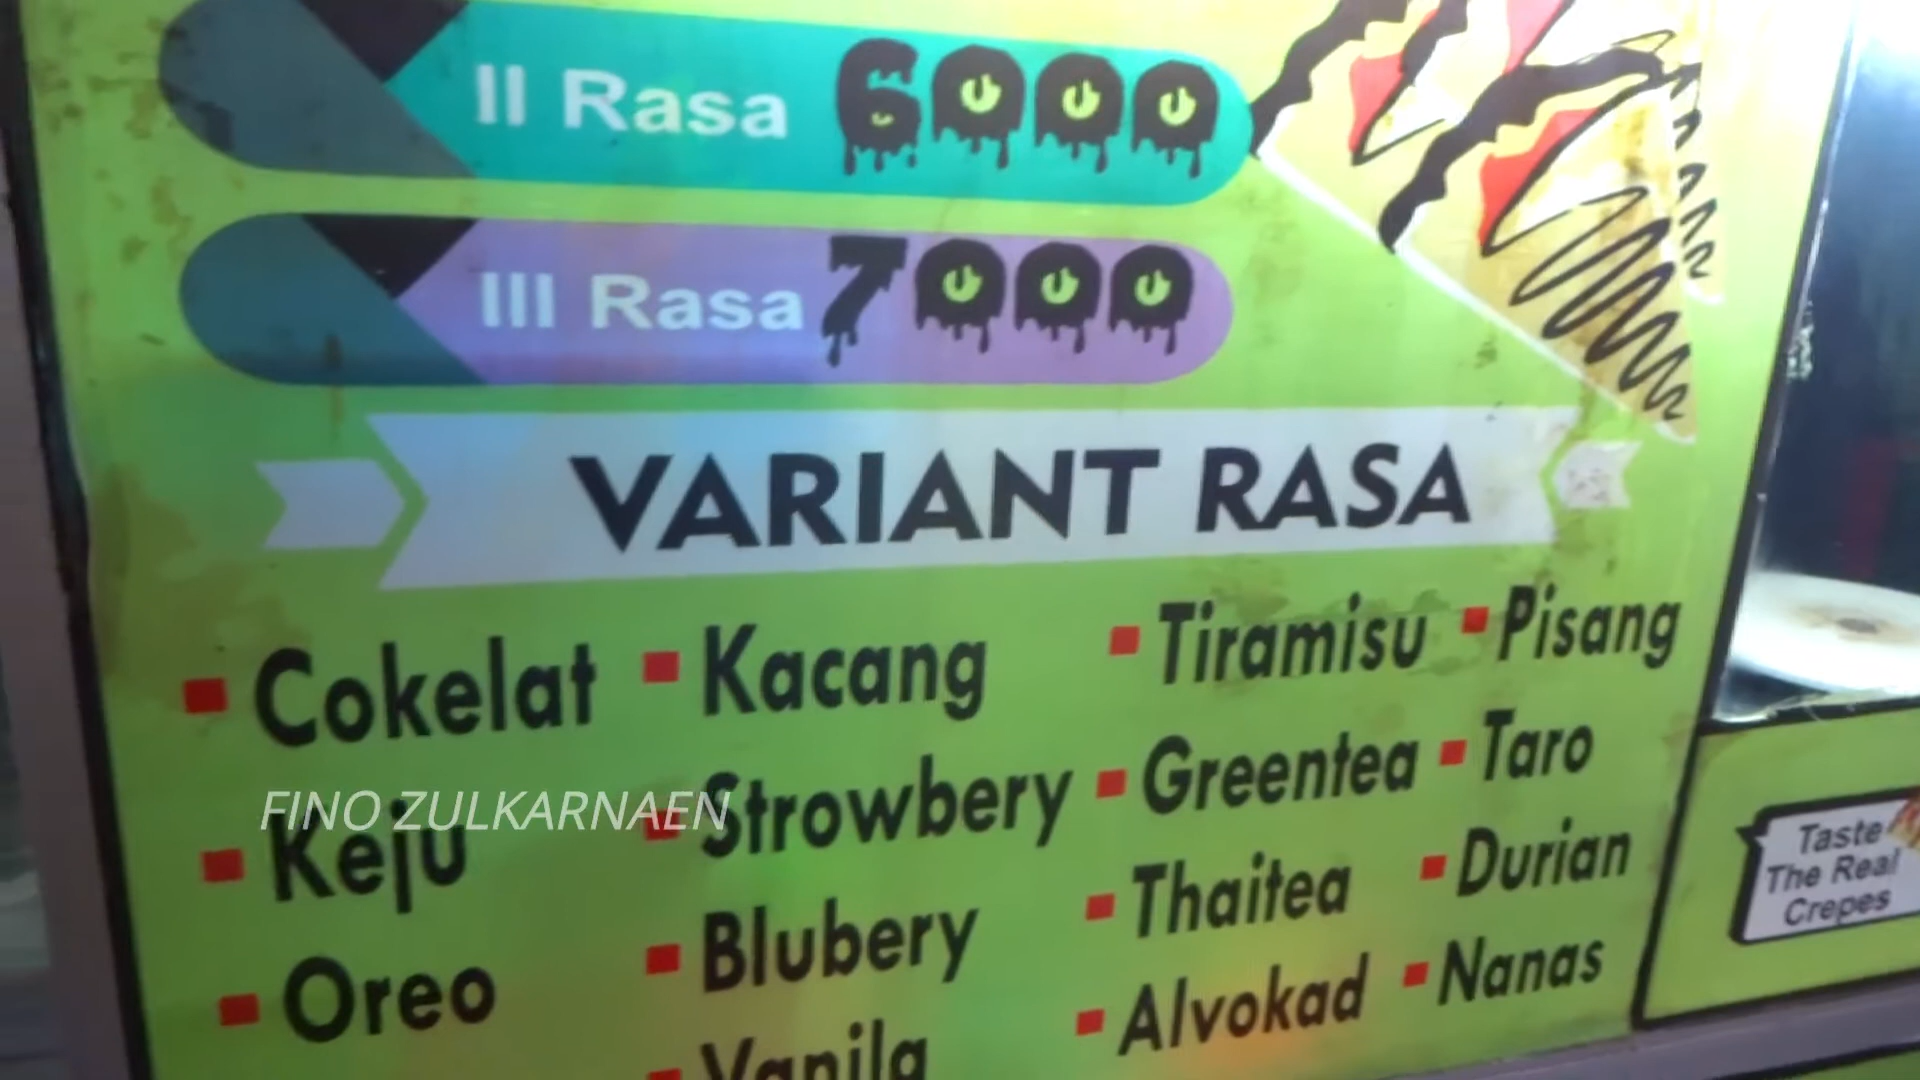 II Rasa 6000
III Rasa 7000
VARIANT RASA
Cokelat
Keju
Oreo
Kacang
Strowbery
Blubery
Vanila
Tiramisu
Greentea
Thaitea
Alvokad
Pisang
Taro
Durian
Nanas
FINO ZULKARNAEN
Taste
The Real
Crepes